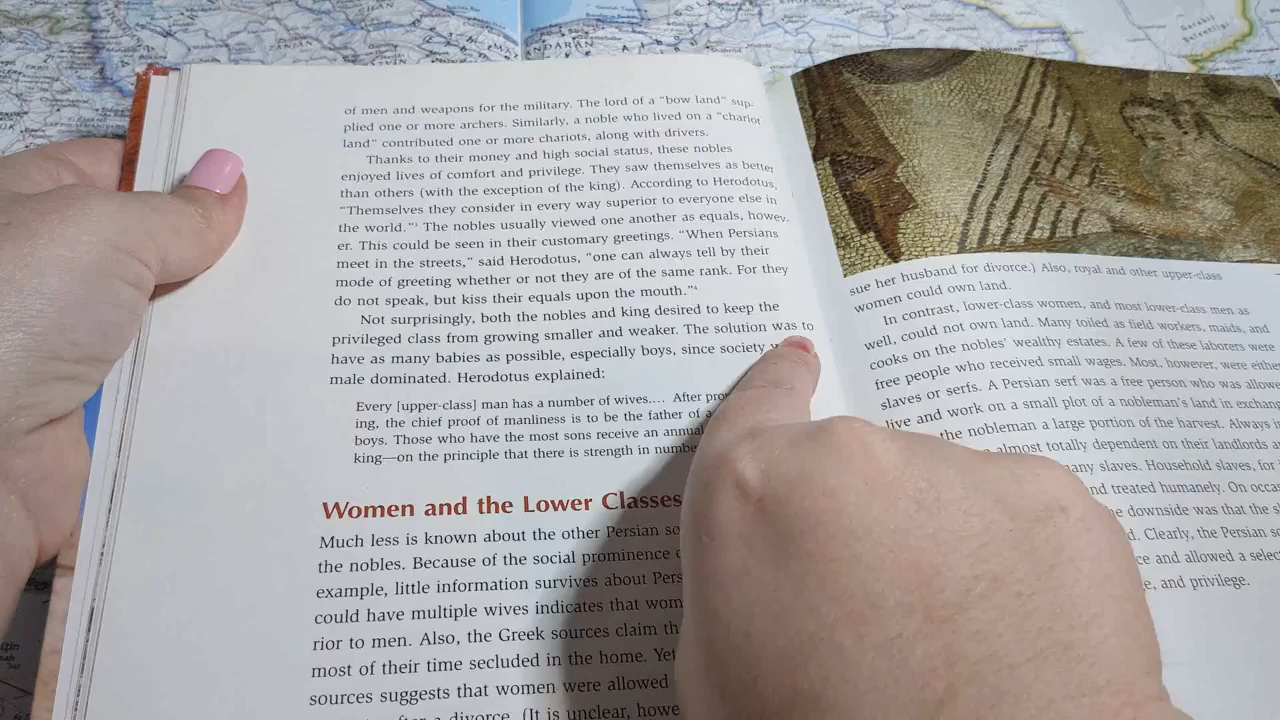 of men and weapons for the military. The lord of a "bow land" sup-
plied one or more archers. Similarly, a noble who lived on a "chariot
land" contributed one or more chariots, along with drivers.
Thanks to their money and high social status, these nobles
enjoyed lives of comfort and privilege. They saw themselves as better
than others (with the exception of the king). According to Herodotus,
"Themselves they consider in every way superior to everyone else in
the world."³ The nobles usually viewed one another as equals, howev-
er. This could be seen in their customary greetings. "When Persians
meet in the streets," said Herodotus, "one can always tell by their
mode of greeting whether or not they are of the same rank. For they
do not speak, but kiss their equals upon the mouth."⁴
Not surprisingly, both the nobles and king desired to keep the
privileged class from growing smaller and weaker. The solution was to
have as many babies as possible, especially boys, since society
male dominated. Herodotus explained:
Every [upper-class] man has a number of wives.... After
ing, the chief proof of manliness is to be the father of a
boys. Those who have the most sons receive an annual
king—on the principle that there is strength in
Women and the Lower Classes
Much less is known about the other Persian
the nobles. Because of the social prominence
example, little information survives about
could have multiple wives indicates that
rior to men. Also, the Greek sources claim
most of their time secluded in the home. Yet
sources suggests that women were allowed
after a divorce. (It is unclear,
sue her husband for divorce.) Also, royal and other upper-class
women could own land.
In contrast, lower-class women, and most lower-class men as
well, could not own land. Many toiled as field workers, maids, and
cooks on the nobles' wealthy estates. A few of these laborers were
free people who received small wages. Most, however, were either
slaves or serfs. A Persian serf was a free person who was allowed
live and work on a small plot of a nobleman's land in
the nobleman a large portion of the harvest. Always
almost totally dependent on their landlords
many slaves. Household slaves, for
nd treated humanely. On
downside was that the
Clearly, the Persian
and allowed a
and privilege.